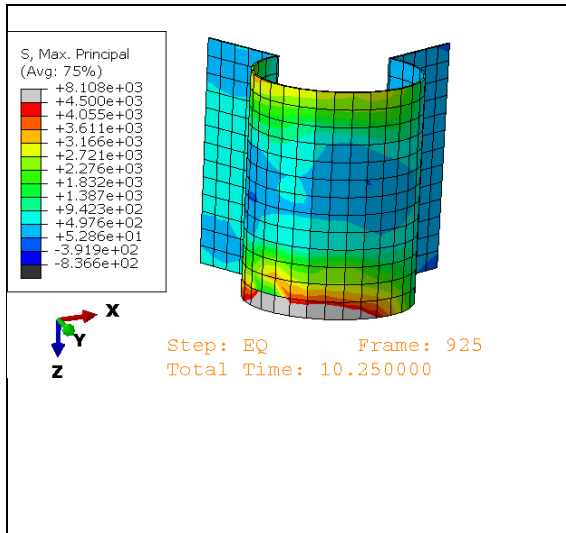 S, Max. Principal
(Avg: 75%)
+8.108e+03
+4.500e+03
+4.055e+03
+3.611e+03
+3.166e+03
+2.721e+03
+2.276e+03
+1.832e+03
+1.387e+03
+9.423e+02
+4.976e+02
+5.286e+01
-3.919e+02
-8.366e+02
X
Y
Z
Step: EQ Frame: 925
Total Time: 10.250000